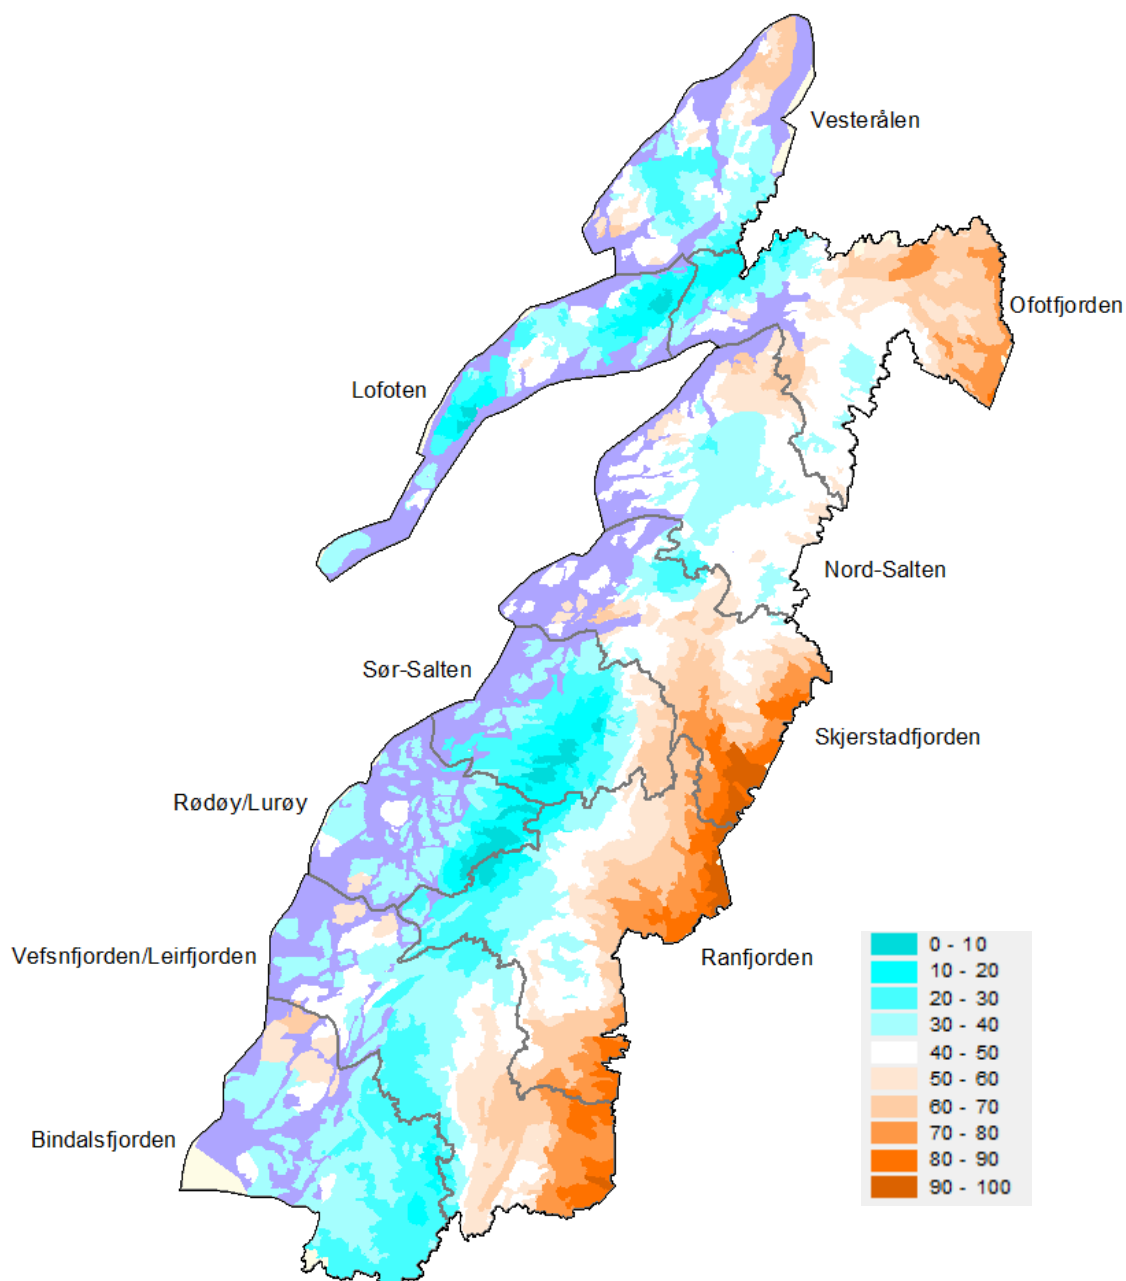 Vesterålen
Ofotfjorden
Lofoten
Nord-Salten
Sør-Salten
Skjerstadfjorden
Rødøy/Lurøy
Vefsnfjorden/Leirfjorden
Ranfjorden
Bindalsfjorden
0 - 10
10 - 20
20 - 30
30 - 40
40 - 50
50 - 60
60 - 70
70 - 80
80 - 90
90 - 100